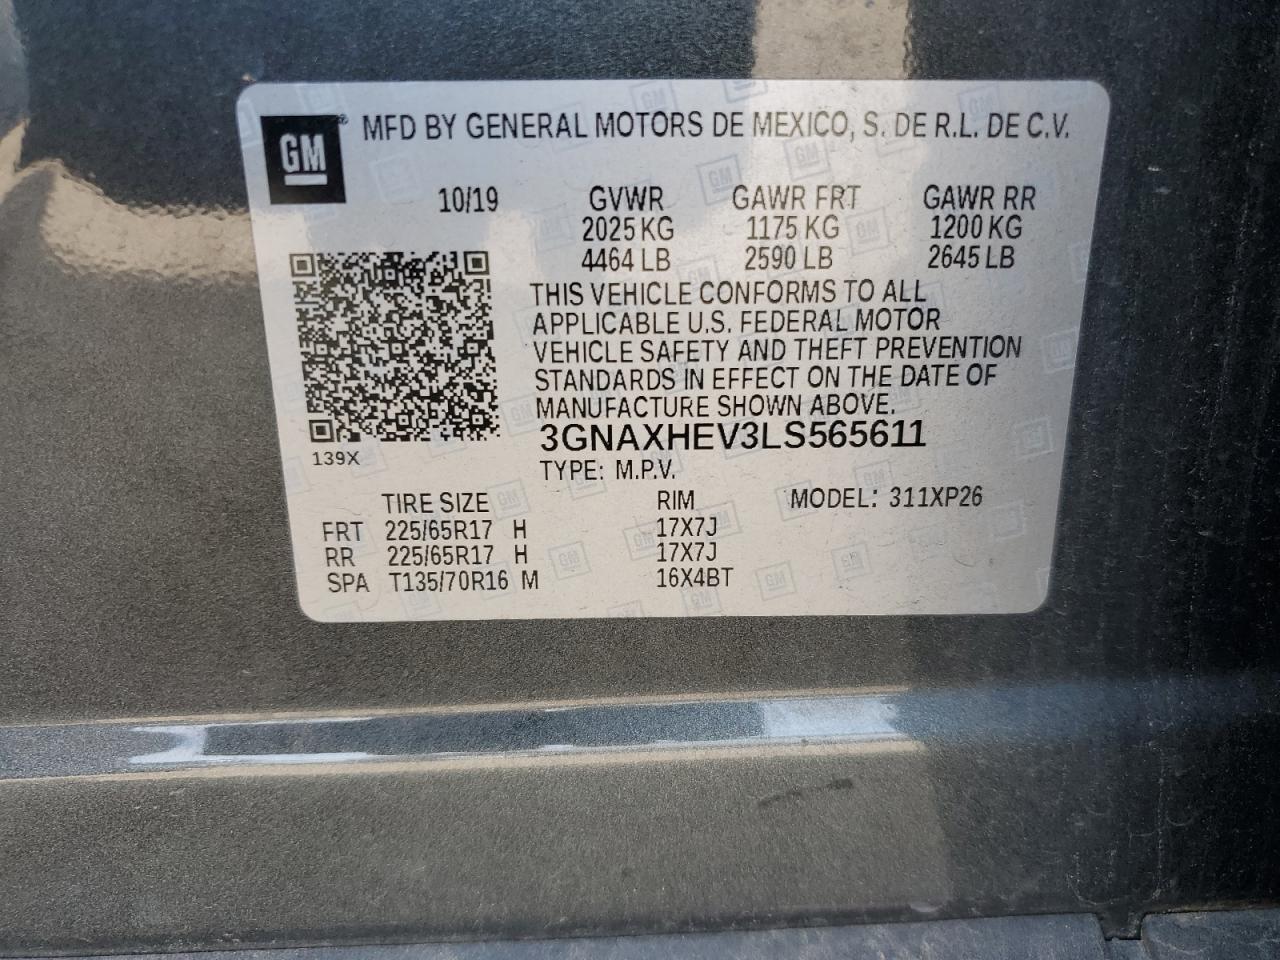 GM® MFD BY GENERAL MOTORS DE MEXICO, S. DE R.L. DE C.V.
10/19 GVWR GAWR FRT GAWR RR
2025 KG 1175 KG 1200 KG
4464 LB 2590 LB 2645 LB
THIS VEHICLE CONFORMS TO ALL
APPLICABLE U.S. FEDERAL MOTOR
VEHICLE SAFETY AND THEFT PREVENTION
STANDARDS IN EFFECT ON THE DATE OF
MANUFACTURE SHOWN ABOVE.
3GNAXHEV3LS565611
139X
TYPE: M.P.V.
TIRE SIZE RIM MODEL: 311XP26
FRT 225/65R17 H 17X7J
RR 225/65R17 H 17X7J
SPA T135/70R16 M 16X4BT